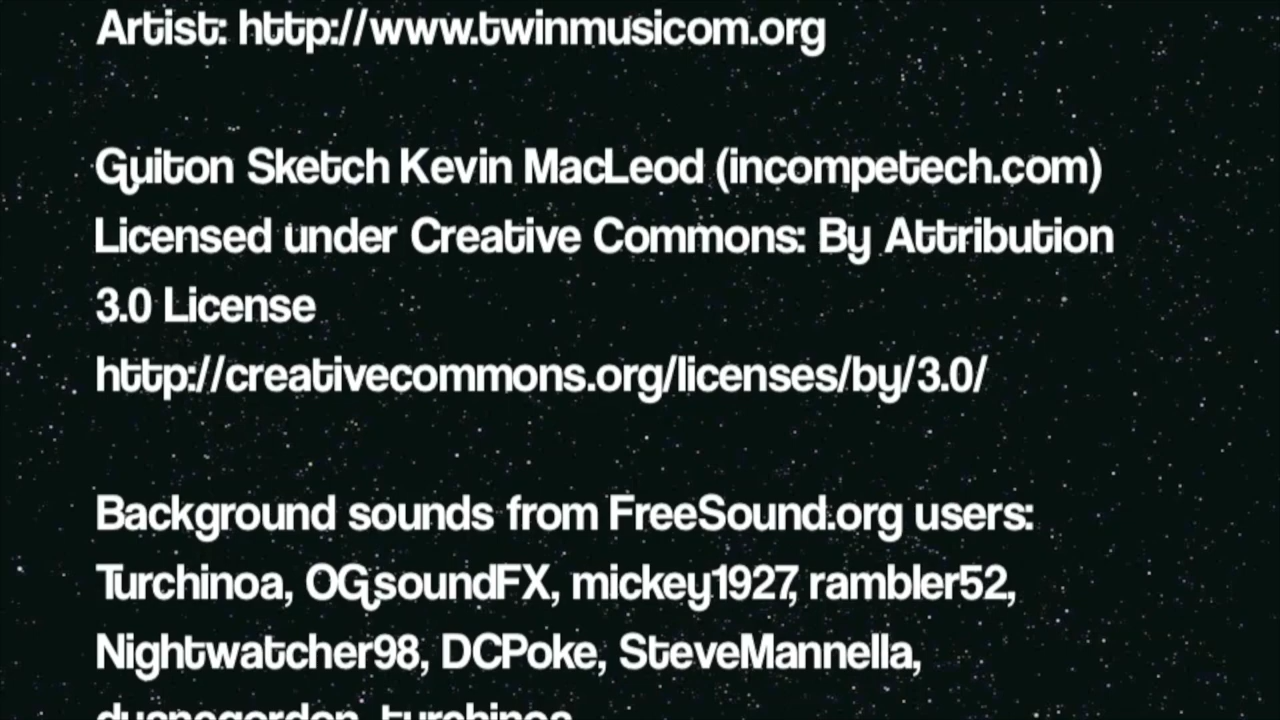 Artist: http://www.twinmusicom.org
Guiton Sketch Kevin MacLeod (incompetech.com)
Licensed under Creative Commons: By Attribution
3.0 License
http://creativecommons.org/licenses/by/3.0/
Background sounds from FreeSound.org users:
Turchinoa, OGsoundFX, mickey1927, rambler52,
Nightwatcher98, DCPoke, SteveMannella,
duanegordon, turchinoa